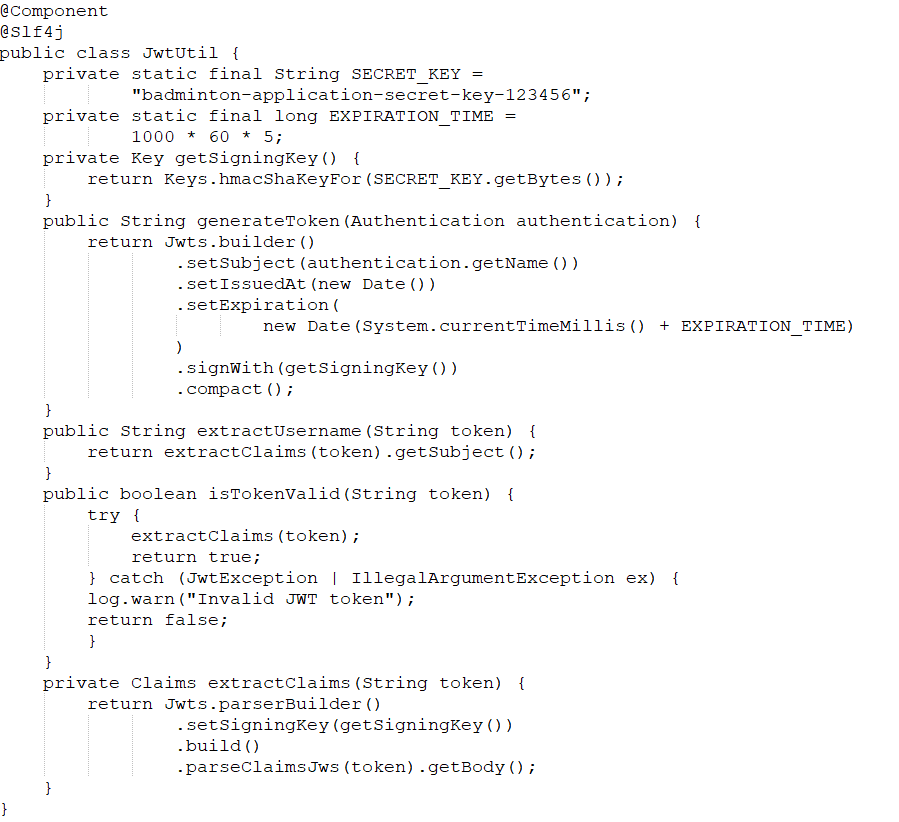 @Component
@Slf4j
public class JwtUtil {
    private static final String SECRET_KEY =
            "badminton-application-secret-key-123456";
    private static final long EXPIRATION_TIME =
            1000 * 60 * 5;
    private Key getSigningKey() {
        return Keys.hmacShaKeyFor(SECRET_KEY.getBytes());
    }
    public String generateToken(Authentication authentication) {
        return Jwts.builder()
                .setSubject(authentication.getName())
                .setIssuedAt(new Date())
                .setExpiration(
                        new Date(System.currentTimeMillis() + EXPIRATION_TIME)
                )
                .signWith(getSigningKey())
                .compact();
    }
    public String extractUsername(String token) {
        return extractClaims(token).getSubject();
    }
    public boolean isTokenValid(String token) {
        try {
            extractClaims(token);
            return true;
        } catch (JwtException | IllegalArgumentException ex) {
        log.warn("Invalid JWT token");
        return false;
        }
    }
    private Claims extractClaims(String token) {
        return Jwts.parserBuilder()
                .setSigningKey(getSigningKey())
                .build()
                .parseClaimsJws(token).getBody();
    }
}